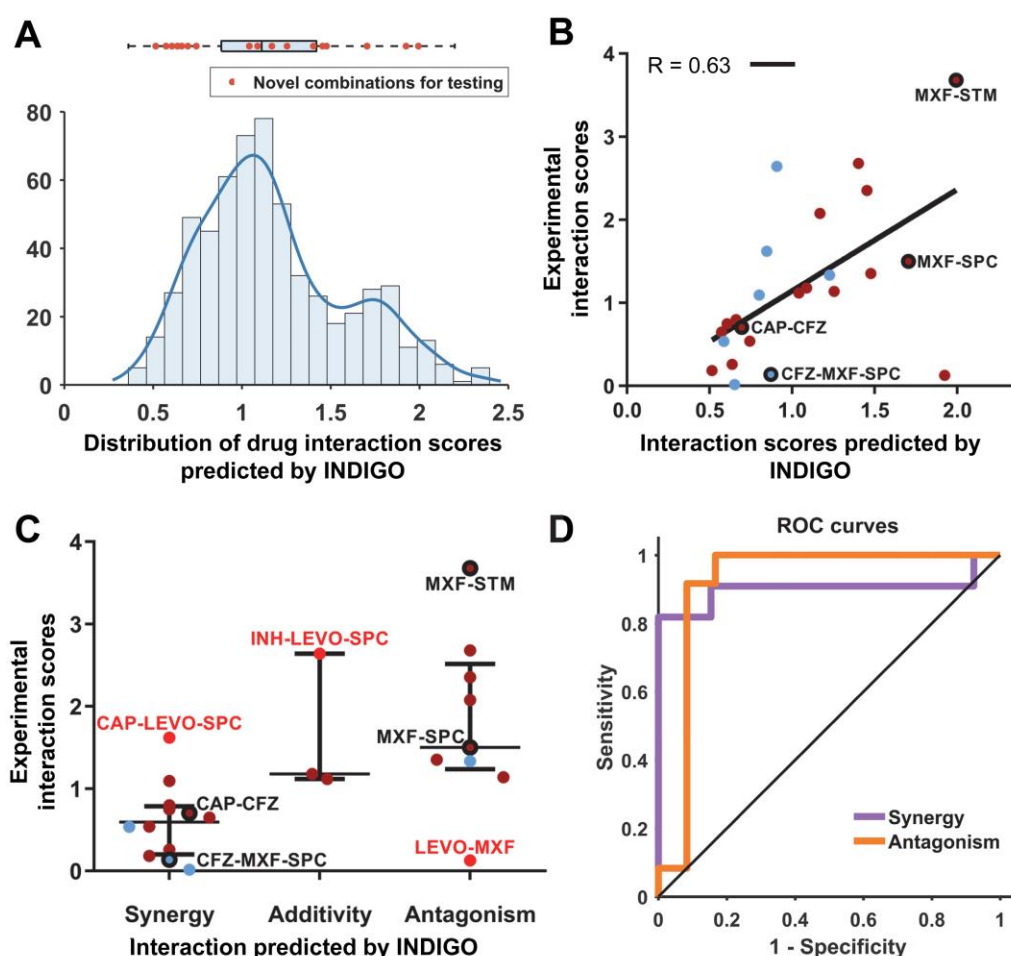 A
Novel combinations for testing
80
60
40
20
0
0 0.5 1 1.5 2 2.5
Distribution of drug interaction scores
predicted by INDIGO
B
R = 0.63
MXF-STM
MXF-SPC
CAP-CFZ
CFZ-MXF-SPC
4
3
2
1
0
0.0 0.5 1.0 1.5 2.0
Experimental
interaction scores
Interaction scores predicted by
INDIGO
C
4
3
2
1
0
Experimental
interaction scores
MXF-STM
INH-LEVO-SPC
CAP-LEVO-SPC
MXF-SPC
CAP-CFZ
CFZ-MXF-SPC
LEVO-MXF
Synergy Additivity Antagonism
Interaction predicted by INDIGO
D
ROC curves
1
0.8
0.6
0.4
0.2
0
Sensitivity
Synergy
Antagonism
0 0.2 0.4 0.6 0.8 1
1 - Specificity